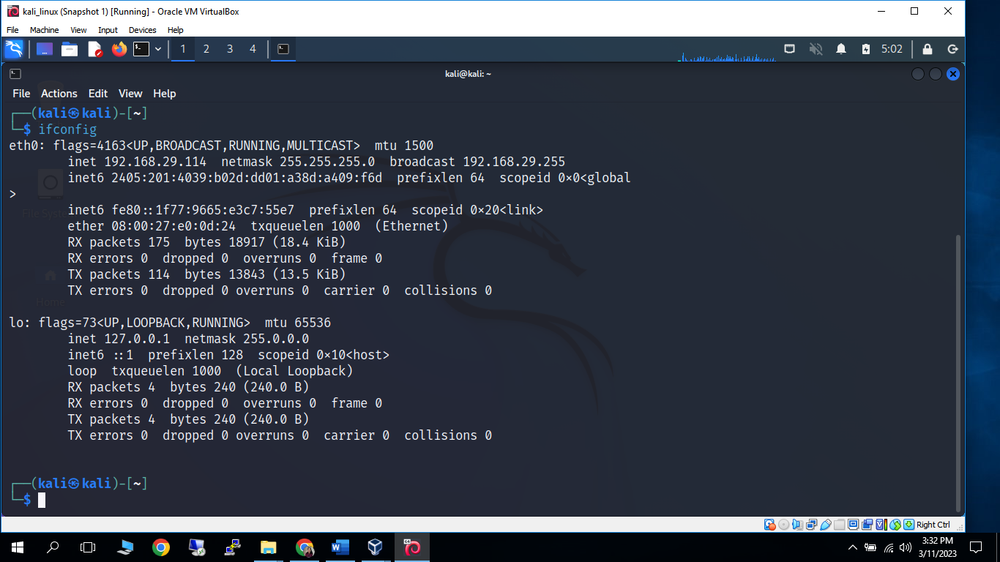 kali_linux (Snapshot 1) [Running] - Oracle VM VirtualBox
File Machine View Input Devices Help
1 2 3 4 5:02
kali@kali: ~
File Actions Edit View Help
┌──(kali㉿kali)-[~]
└─$ ifconfig
eth0: flags=4163<UP,BROADCAST,RUNNING,MULTICAST>  mtu 1500
inet 192.168.29.114  netmask 255.255.255.0  broadcast 192.168.29.255
inet6 2405:201:4039:b02d:dd01:a38d:a409:f6d  prefixlen 64  scopeid 0x0<global
>
inet6 fe80::1f77:9665:e3c7:55e7  prefixlen 64  scopeid 0x20<link>
ether 08:00:27:e0:0d:24  txqueuelen 1000  (Ethernet)
RX packets 175  bytes 18917 (18.4 KiB)
RX errors 0  dropped 0  overruns 0  frame 0
TX packets 114  bytes 13843 (13.5 KiB)
TX errors 0  dropped 0 overruns 0  carrier 0  collisions 0
lo: flags=73<UP,LOOPBACK,RUNNING>  mtu 65536
inet 127.0.0.1  netmask 255.0.0.0
inet6 ::1  prefixlen 128  scopeid 0x10<host>
loop  txqueuelen 1000  (Local Loopback)
RX packets 4  bytes 240 (240.0 B)
RX errors 0  dropped 0  overruns 0  frame 0
TX packets 4  bytes 240 (240.0 B)
TX errors 0  dropped 0 overruns 0  carrier 0  collisions 0
┌──(kali㉿kali)-[~]
└─$
File System
Home
Right Ctrl
3:32 PM
3/11/2023